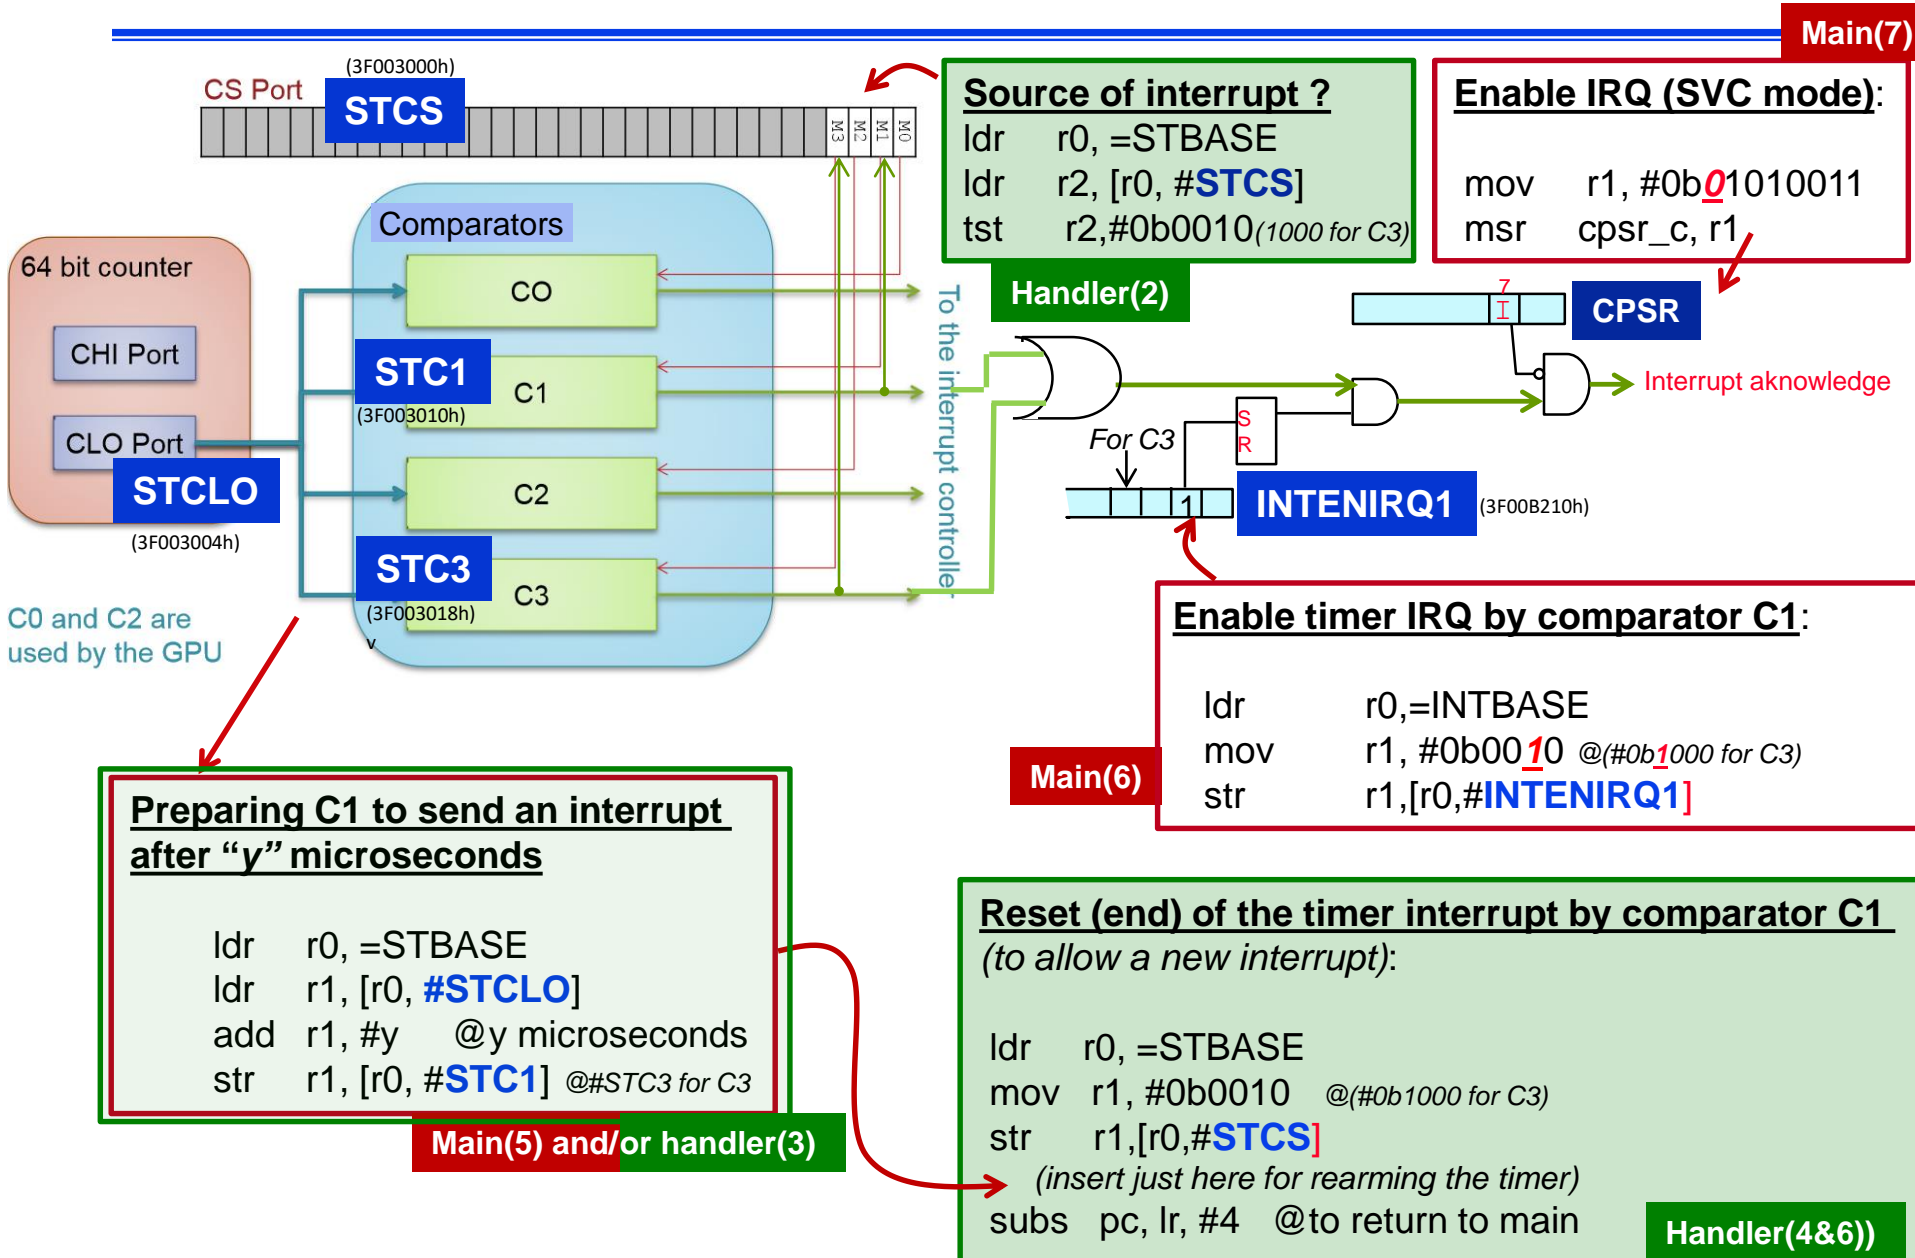 Main(7)
(3F003000h)
CS Port
STCS
M3
M2
M1
M0
Source of interrupt ?
ldr r0, =STBASE
ldr r2, [r0, #STCS]
tst r2,#0b0010(1000 for C3)
Handler(2)
Enable IRQ (SVC mode):
mov r1, #0b01010011
msr cpsr_c, r1
7
I
CPSR
Comparators
64 bit counter
CHI Port
CLO Port
STCLO
(3F003004h)
CO
STC1
(3F003010h)
C1
C2
STC3
(3F003018h)
v
C3
To the interrupt controller
Interrupt aknowledge
S
R
For C3
1
INTENIRQ1
(3F00B210h)
C0 and C2 are
used by the GPU
Enable timer IRQ by comparator C1:
ldr r0,=INTBASE
mov r1, #0b0010 @(#0b1000 for C3)
str r1,[r0,#INTENIRQ1]
Main(6)
Preparing C1 to send an interrupt
after “y” microseconds
ldr r0, =STBASE
ldr r1, [r0, #STCLO]
add r1, #y @y microseconds
str r1, [r0, #STC1] @#STC3 for C3
Main(5) and/or handler(3)
Reset (end) of the timer interrupt by comparator C1
(to allow a new interrupt):
ldr r0, =STBASE
mov r1, #0b0010 @(#0b1000 for C3)
str r1,[r0,#STCS]
(insert just here for rearming the timer)
subs pc, lr, #4 @to return to main
Handler(4&6))